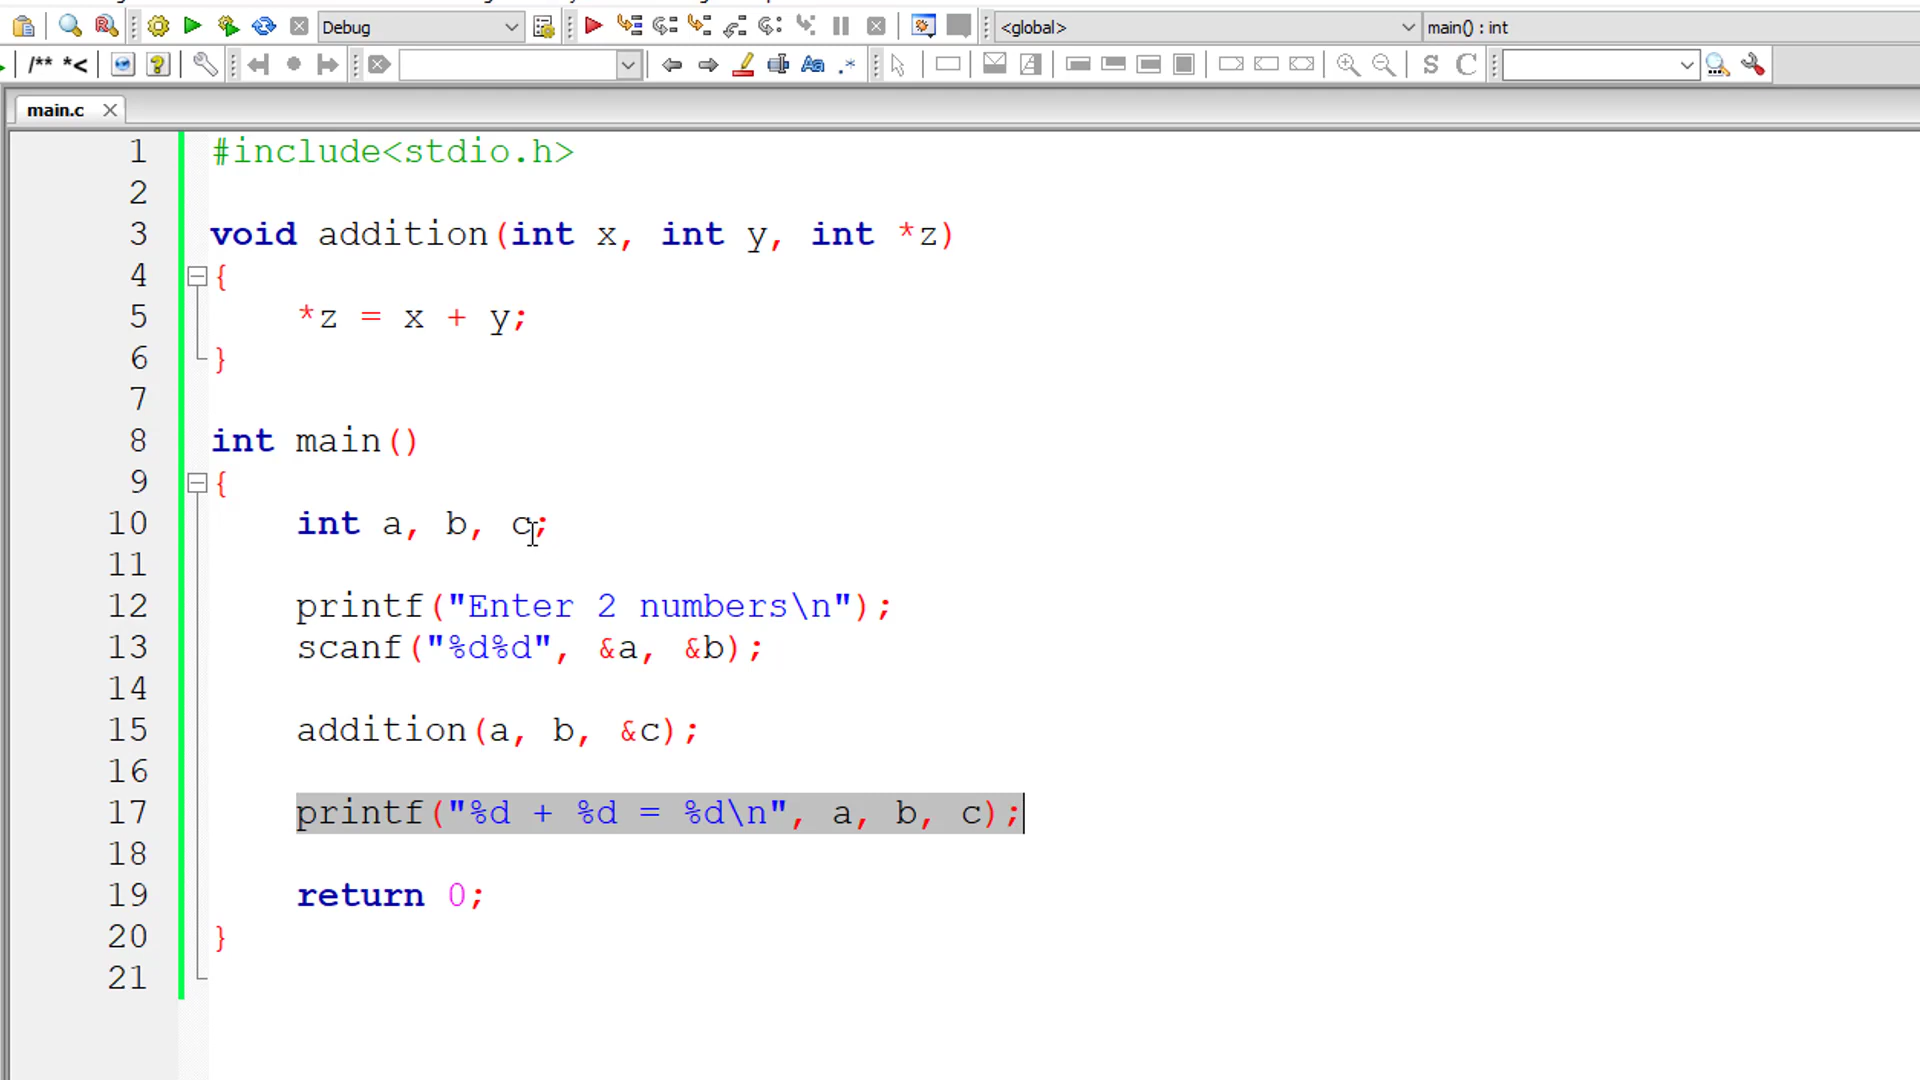 Debug
<global>
main() : int
/** *<
Aa .*
S C
main.c
1 #include<stdio.h>
2
3 void addition(int x, int y, int *z)
4 {
5 *z = x + y;
6 }
7
8 int main()
9 {
10 int a, b, c;
11
12 printf("Enter 2 numbers\n");
13 scanf("%d%d", &a, &b);
14
15 addition(a, b, &c);
16
17 printf("%d + %d = %d\n", a, b, c);
18
19 return 0;
20 }
21